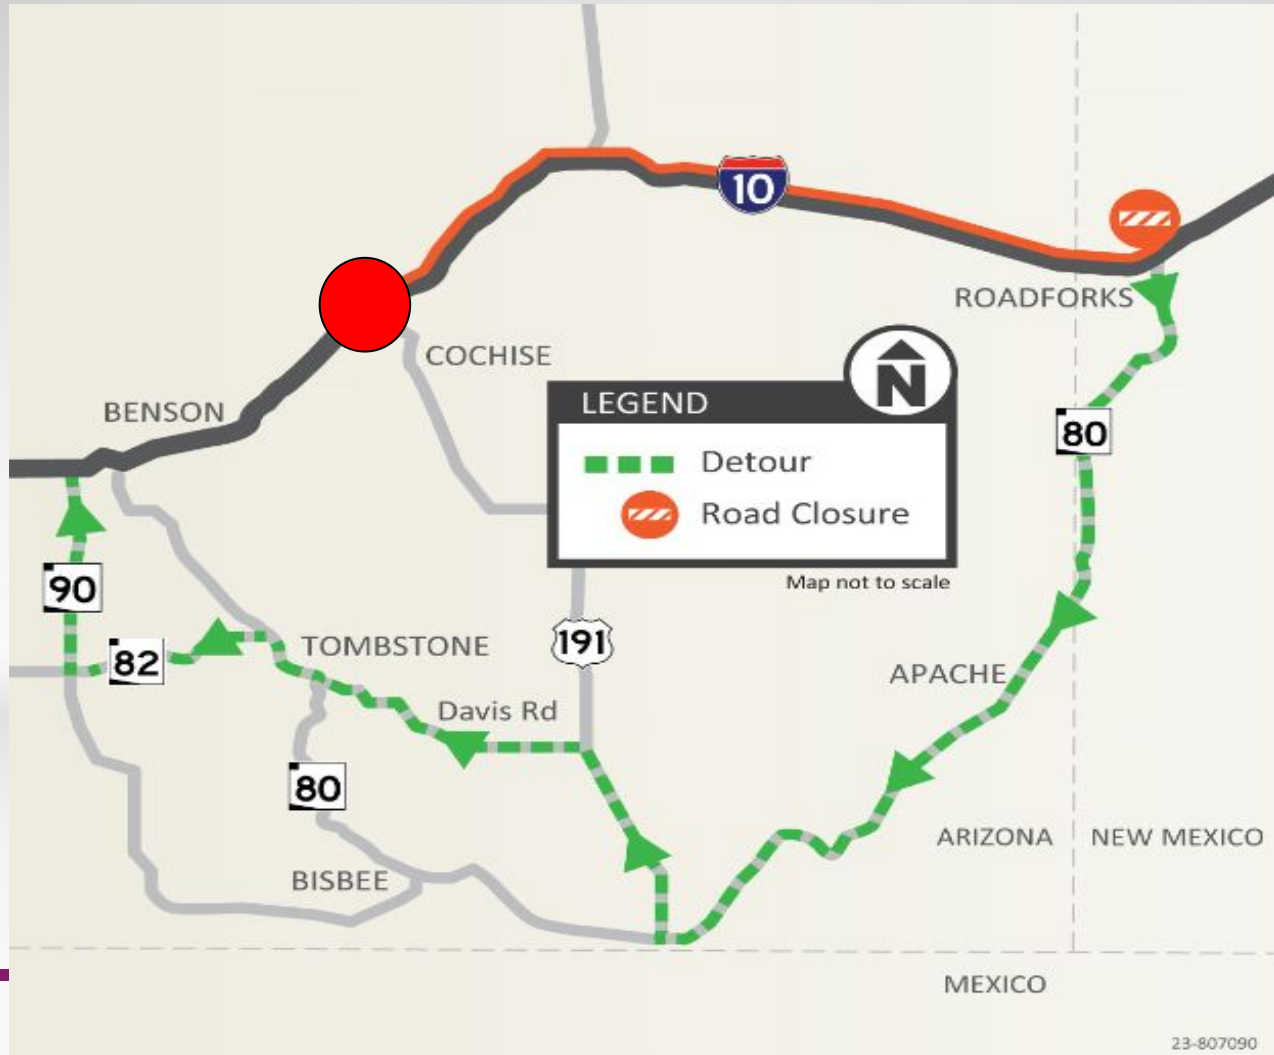 10
ROADFORKS
COCHISE
N
LEGEND
Detour
Road Closure
Map not to scale
BENSON
80
90
82
TOMBSTONE
191
APACHE
Davis Rd
80
BISBEE
ARIZONA
NEW MEXICO
MEXICO
23-807090